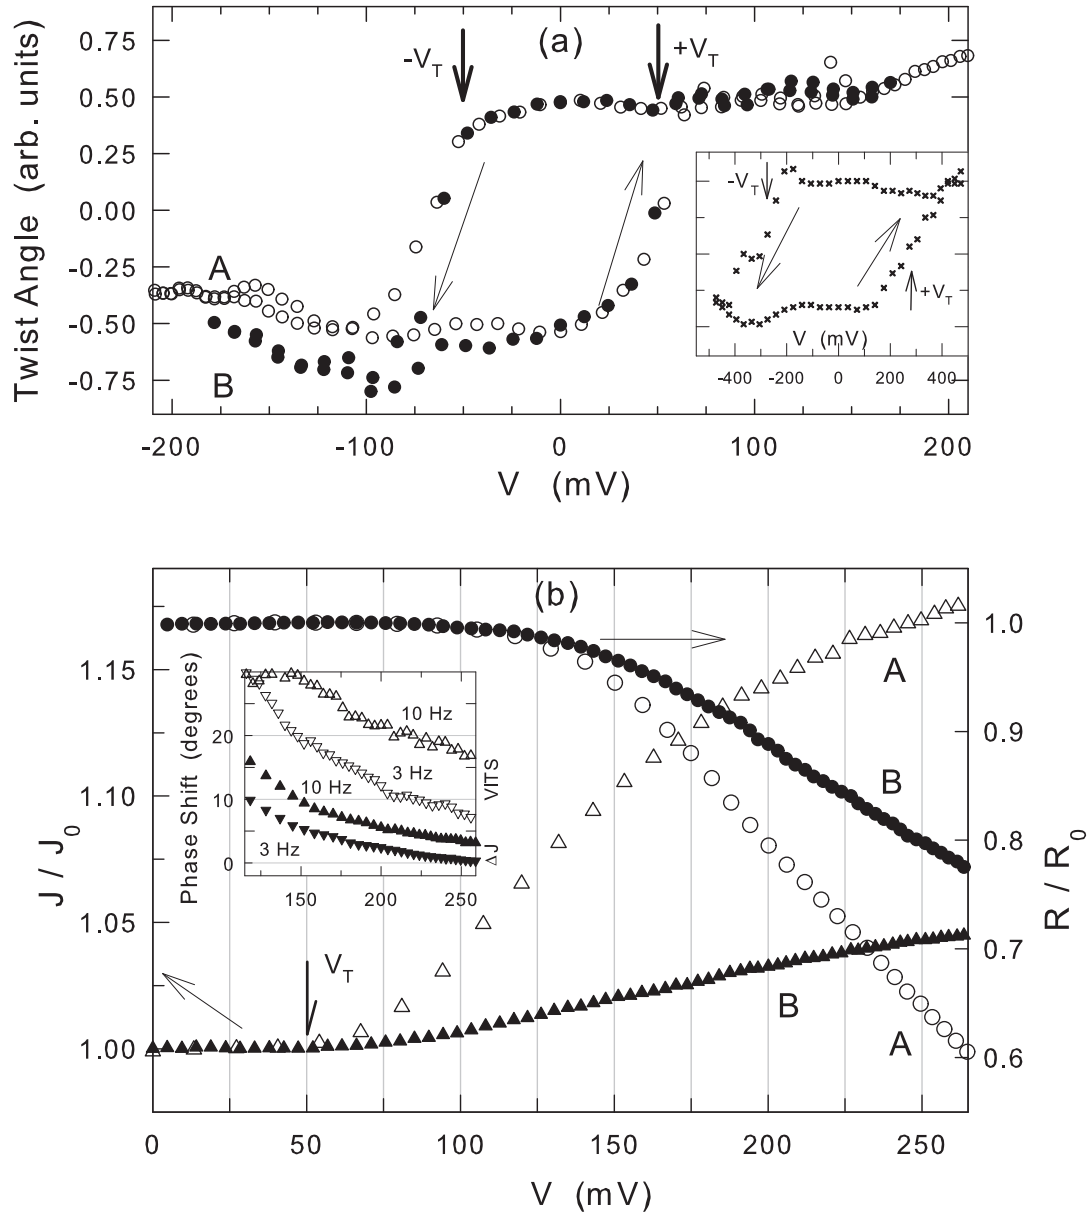 (a)
-V_T
+V_T
Twist Angle (arb. units)
0.75
0.50
0.25
0.00
-0.25
-0.50
-0.75
A
B
-200
-100
0
100
200
V (mV)
-V_T
+V_T
V (mV)
-400
-200
0
200
400
(b)
J / J_0
1.15
1.10
1.05
1.00
R / R_0
1.0
0.9
0.8
0.7
0.6
A
B
B
A
V_T
Phase Shift (degrees)
20
10
0
10 Hz
3 Hz
10 Hz
3 Hz
VITS
ΔJ
150
200
250
0
50
100
150
200
250
V (mV)